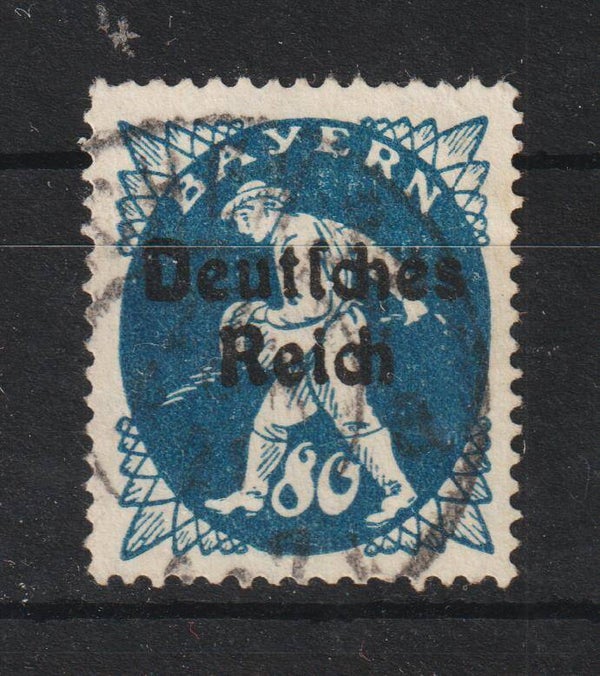 BAYERN
Deutſches
Reich
80